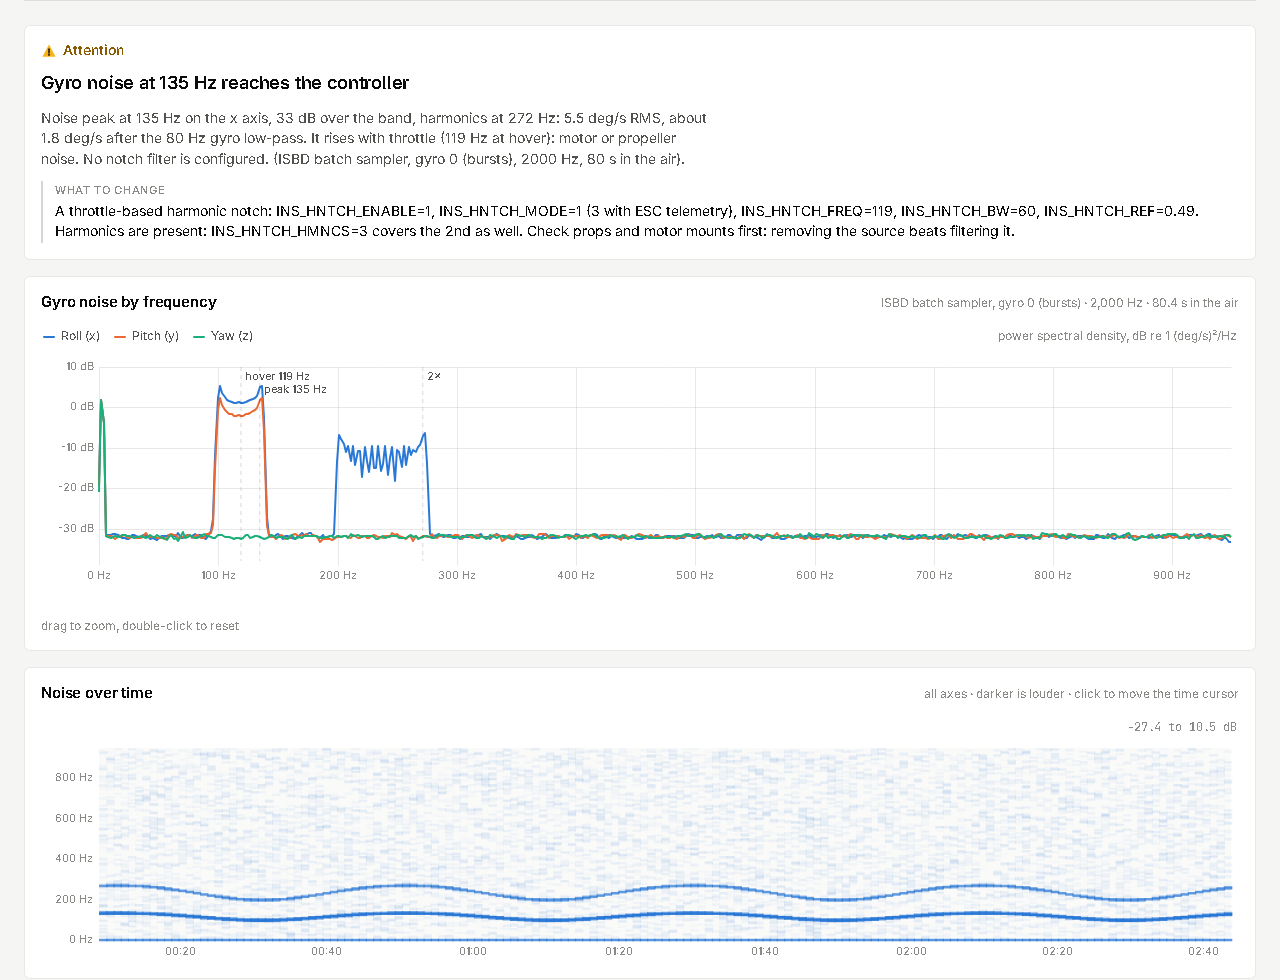 ⚠ Attention
Gyro noise at 135 Hz reaches the controller
Noise peak at 135 Hz on the x axis, 33 dB over the band, harmonics at 272 Hz: 5.5 deg/s RMS, about
1.8 deg/s after the 80 Hz gyro low-pass. It rises with throttle (119 Hz at hover): motor or propeller
noise. No notch filter is configured. (ISBD batch sampler, gyro 0 (bursts), 2000 Hz, 80 s in the air).
WHAT TO CHANGE
A throttle-based harmonic notch: INS_HNTCH_ENABLE=1, INS_HNTCH_MODE=1 (3 with ESC telemetry), INS_HNTCH_FREQ=119, INS_HNTCH_BW=60, INS_HNTCH_REF=0.49.
Harmonics are present: INS_HNTCH_HMNCS=3 covers the 2nd as well. Check props and motor mounts first: removing the source beats filtering it.
Gyro noise by frequency
ISBD batch sampler, gyro 0 (bursts) · 2,000 Hz · 80.4 s in the air
Roll (x) Pitch (y) Yaw (z)
power spectral density, dB re 1 (deg/s)²/Hz
10 dB
hover 119 Hz
2×
peak 135 Hz
0 dB
-10 dB
-20 dB
-30 dB
0 Hz 100 Hz 200 Hz 300 Hz 400 Hz 500 Hz 600 Hz 700 Hz 800 Hz 900 Hz
drag to zoom, double-click to reset
Noise over time
all axes · darker is louder · click to move the time cursor
-27.4 to 10.5 dB
800 Hz
600 Hz
400 Hz
200 Hz
0 Hz
00:20 00:40 01:00 01:20 01:40 02:00 02:20 02:40